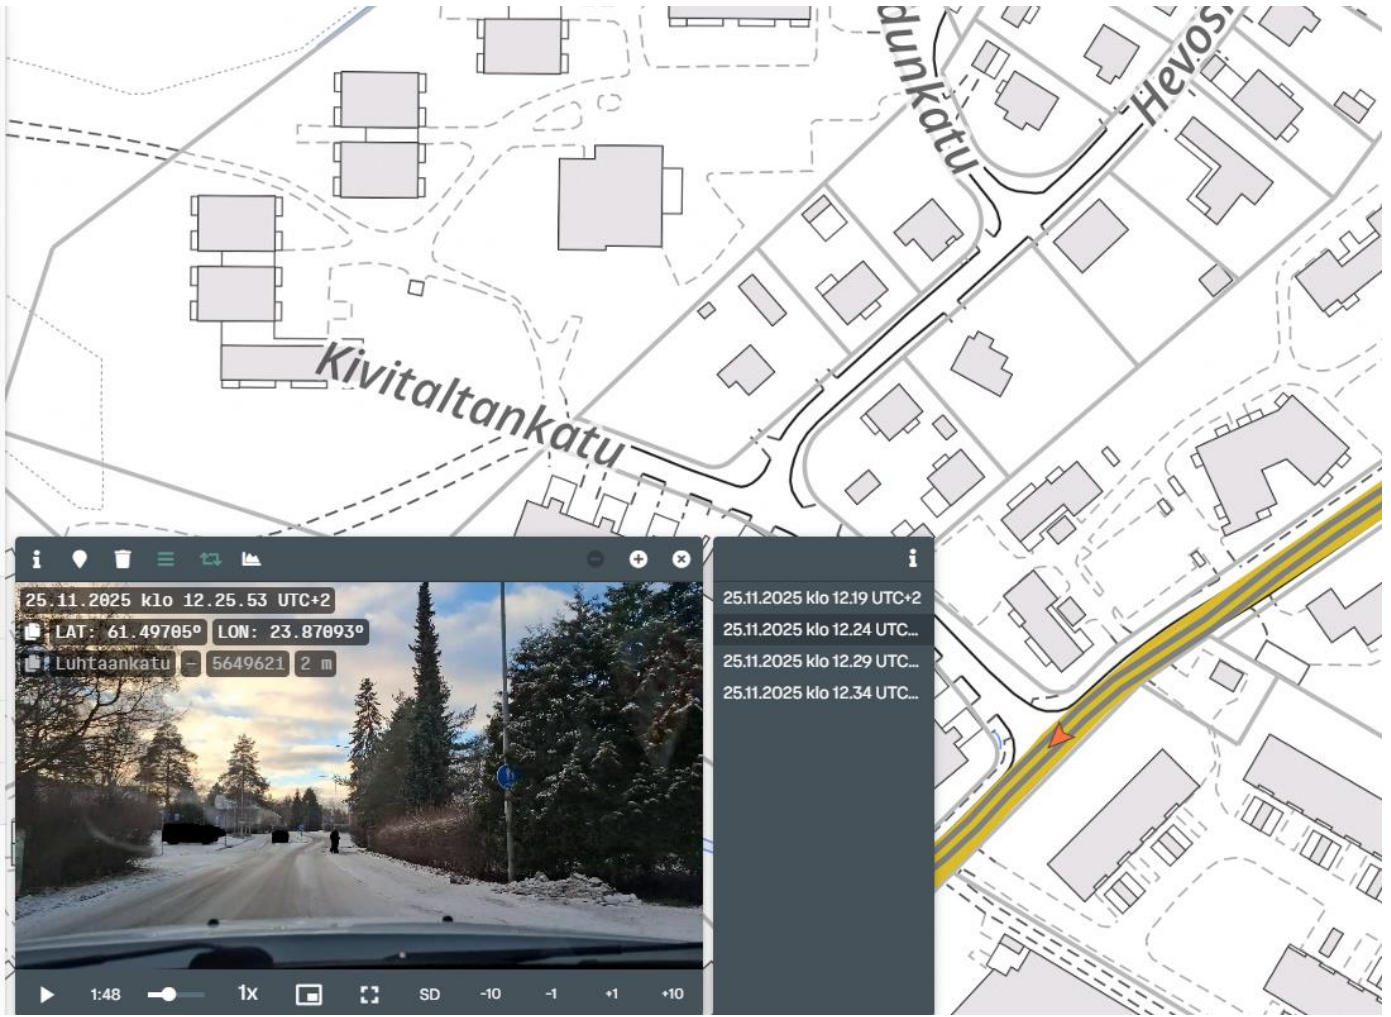 dunkatu
Hevos
Kivitaltankatu
25.11.2025 klo 12.25.53 UTC+2
LAT: 61.49705° LON: 23.87093°
Luhtaankatu – 5649621 2 m
25.11.2025 klo 12.19 UTC+2
25.11.2025 klo 12.24 UTC...
25.11.2025 klo 12.29 UTC...
25.11.2025 klo 12.34 UTC...
1:48 1x SD -10 -1 +1 +10